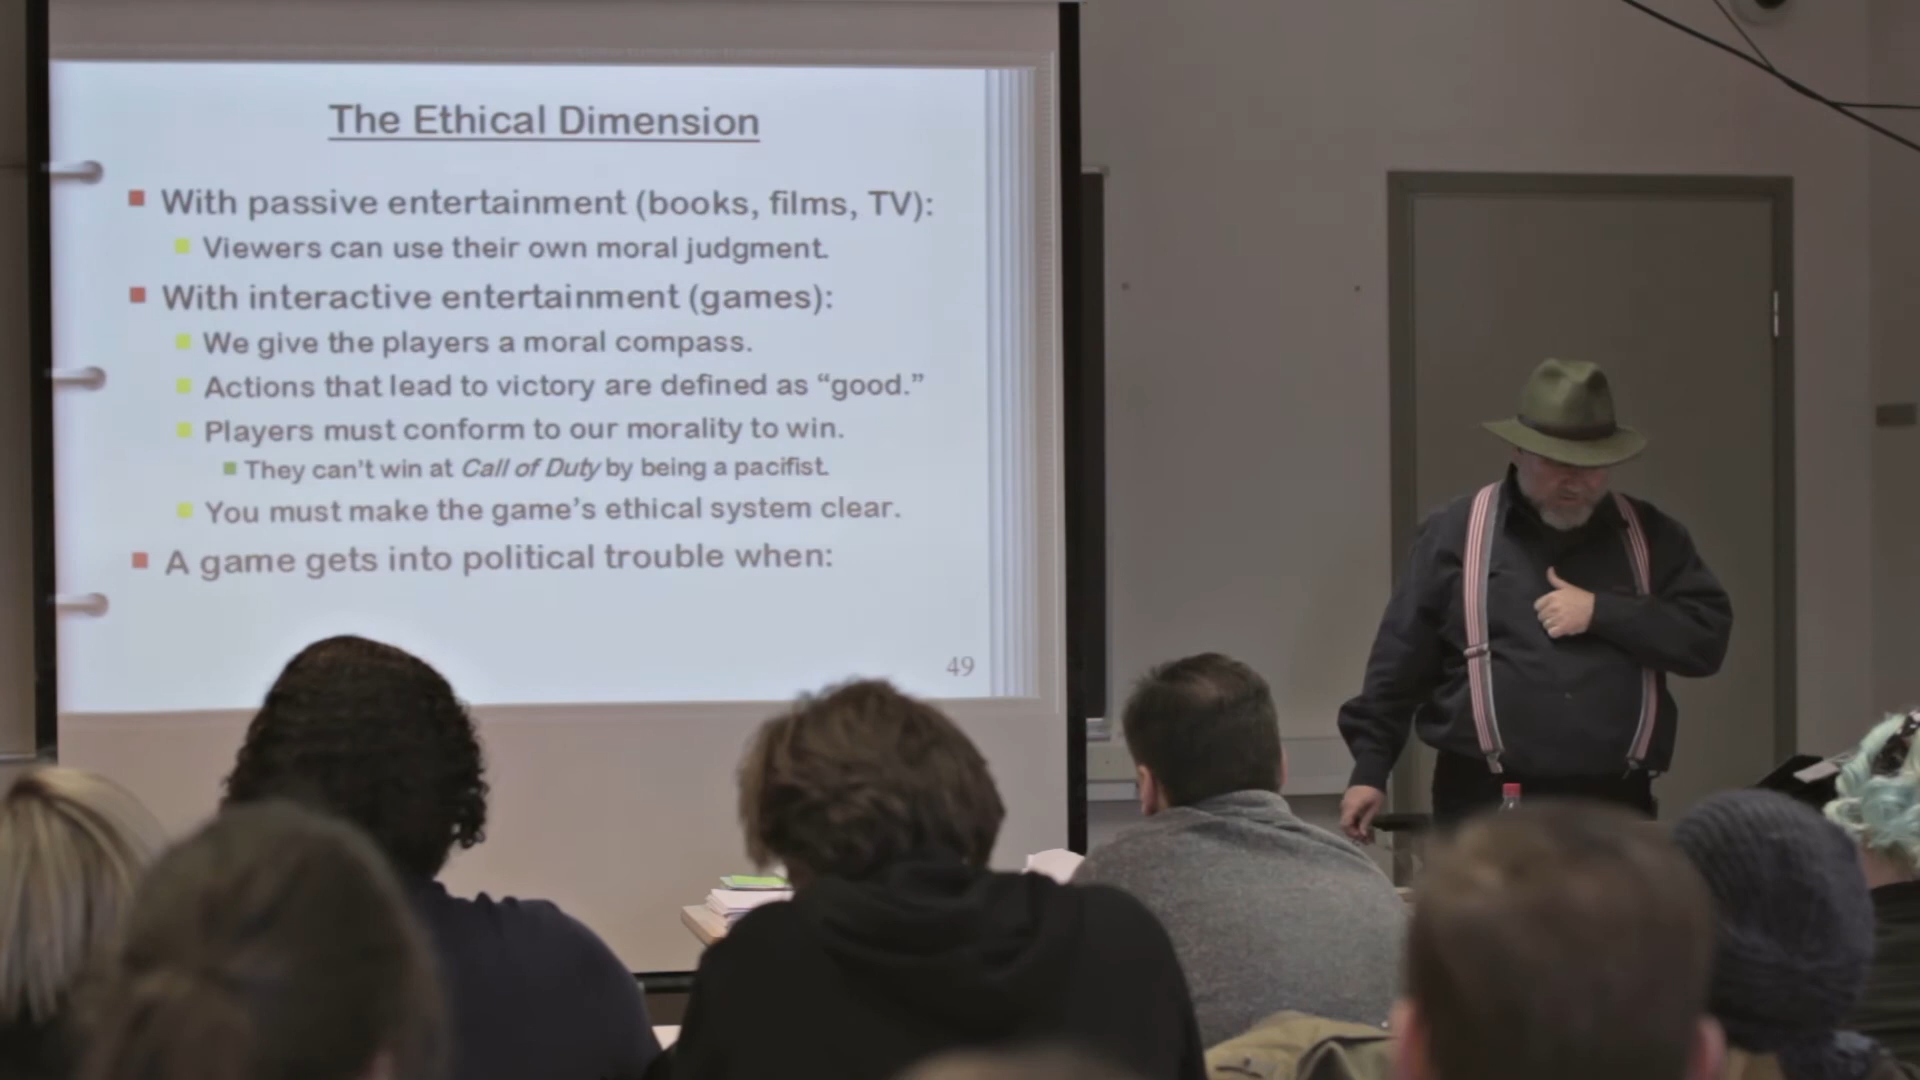 The Ethical Dimension
With passive entertainment (books, films, TV):
Viewers can use their own moral judgment.
With interactive entertainment (games):
We give the players a moral compass.
Actions that lead to victory are defined as “good.”
Players must conform to our morality to win.
They can’t win at Call of Duty by being a pacifist.
You must make the game’s ethical system clear.
A game gets into political trouble when:
49